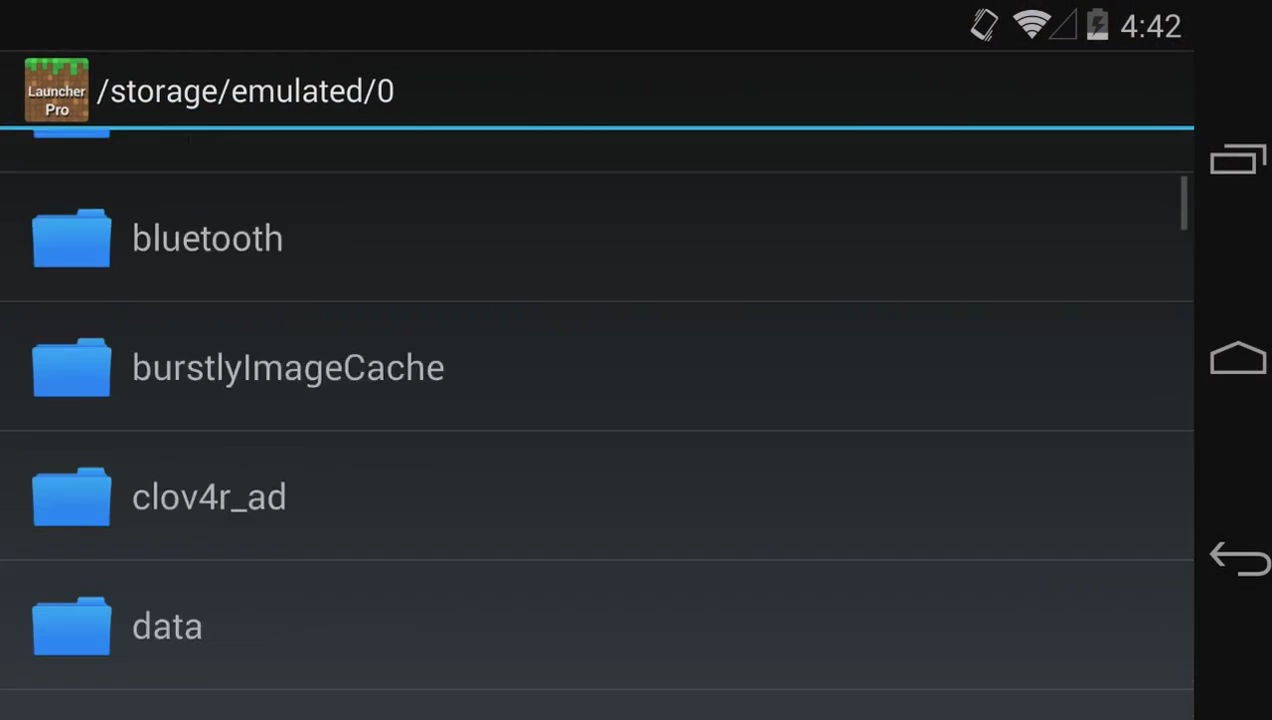 4:42
Launcher
Pro
/storage/emulated/0
bluetooth
burstlyImageCache
clov4r_ad
data